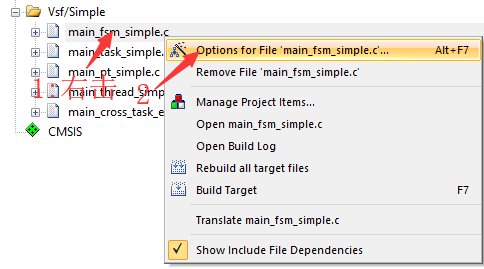 Vsf/Simple
main_fsm_simple.c
main_task_simple.
main_pt_simple.c
main_thread_simp
main_cross_task_e
CMSIS
1 右击
2
Options for File 'main_fsm_simple.c'... Alt+F7
Remove File 'main_fsm_simple.c'
Manage Project Items...
Open main_fsm_simple.c
Open Build Log
Rebuild all target files
Build Target F7
Translate main_fsm_simple.c
Show Include File Dependencies